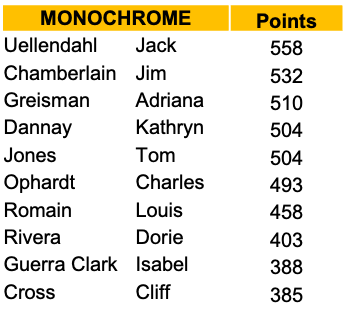 MONOCHROME Points
Uellendahl Jack 558
Chamberlain Jim 532
Greisman Adriana 510
Dannay Kathryn 504
Jones Tom 504
Ophardt Charles 493
Romain Louis 458
Rivera Dorie 403
Guerra Clark Isabel 388
Cross Cliff 385